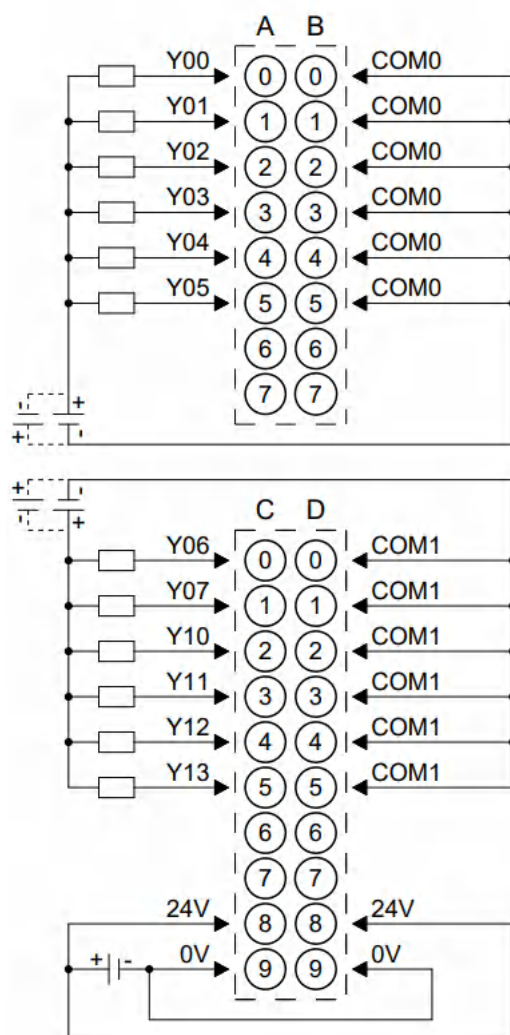 A B
Y00 0 0 COM0
Y01 1 1 COM0
Y02 2 2 COM0
Y03 3 3 COM0
Y04 4 4 COM0
Y05 5 5 COM0
6 6
7 7
- +
+ -
+ -
- +
C D
Y06 0 0 COM1
Y07 1 1 COM1
Y10 2 2 COM1
Y11 3 3 COM1
Y12 4 4 COM1
Y13 5 5 COM1
6 6
7 7
24V 8 8 24V
+ - 0V 9 9 0V